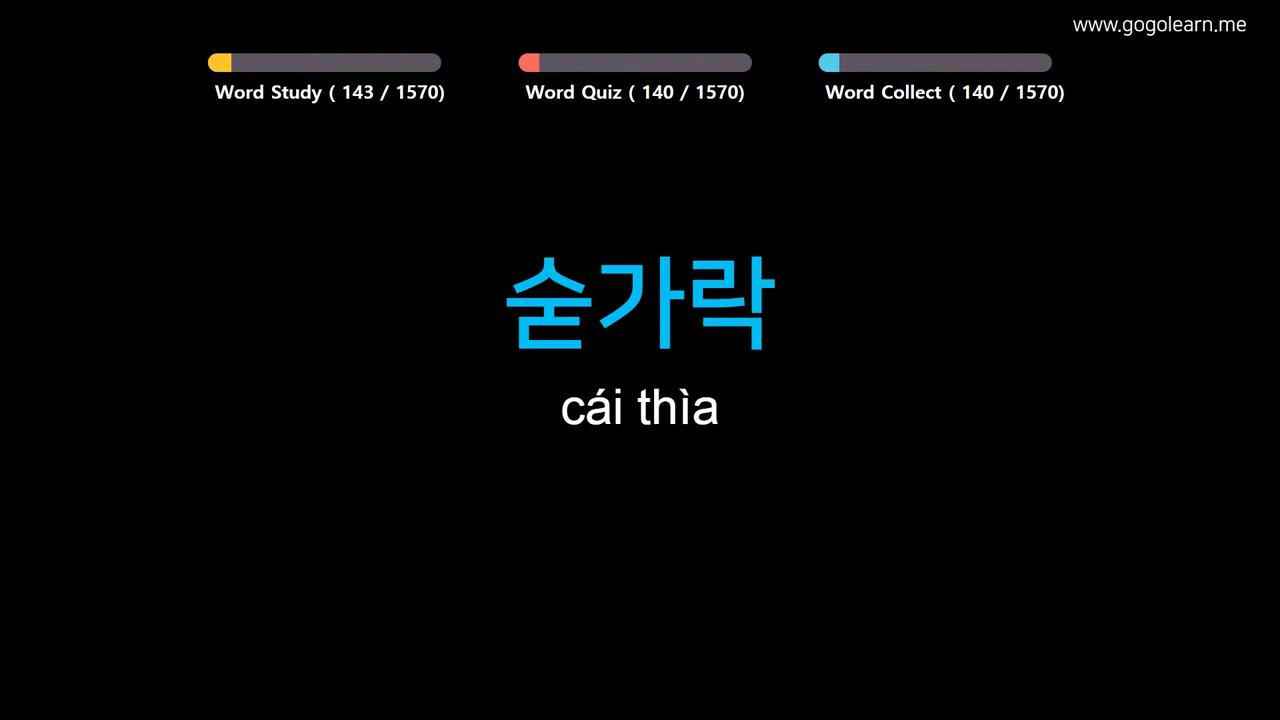 www.gogolearn.me
Word Study ( 143 / 1570)
Word Quiz ( 140 / 1570)
Word Collect ( 140 / 1570)
숟가락
cái thìa